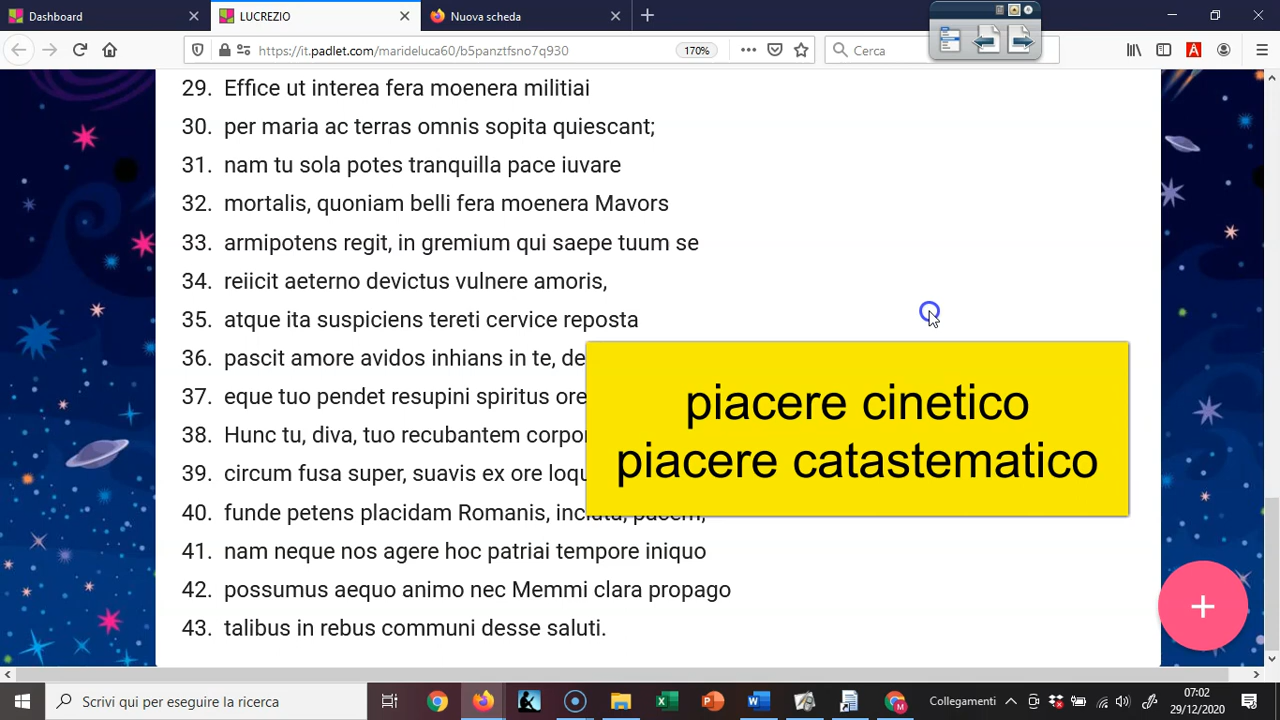 Dashboard
LUCREZIO
Nuova scheda
https://it.padlet.com/marideluca60/b5panztfsno7q930
170%
Cerca
29. Effice ut interea fera moenera militiai
30. per maria ac terras omnis sopita quiescant;
31. nam tu sola potes tranquilla pace iuvare
32. mortalis, quoniam belli fera moenera Mavors
33. armipotens regit, in gremium qui saepe tuum se
34. reiicit aeterno devictus vulnere amoris,
35. atque ita suspiciens tereti cervice reposta
36. pascit amore avidos inhians in te, de
37. eque tuo pendet resupini spiritus ore
38. Hunc tu, diva, tuo recubantem corpor
39. circum fusa super, suavis ex ore loqu
40. funde petens placidam Romanis, incluta, pacem;
41. nam neque nos agere hoc patriai tempore iniquo
42. possumus aequo animo nec Memmi clara propago
43. talibus in rebus communi desse saluti.
piacere cinetico
piacere catastematico
Scrivi qui per eseguire la ricerca
Collegamenti
07:02
29/12/2020